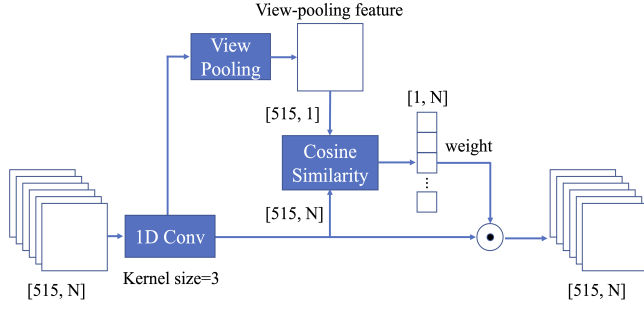 View-pooling feature
View
Pooling
[515, 1]
[1, N]
weight
Cosine
Similarity
[515, N]
1D Conv
Kernel size=3
[515, N]
[515, N]